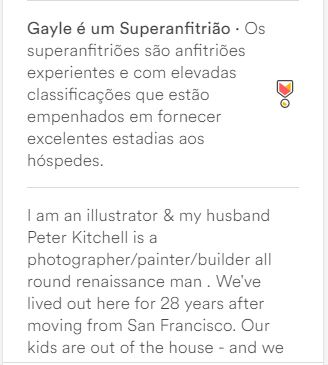 Gayle é um Superanfitrião · Os
superanfitriões são anfitriões
experientes e com elevadas
classificações que estão
empenhados em fornecer
excelentes estadias aos
hóspedes.
I am an illustrator & my husband
Peter Kitchell is a
photographer/painter/builder all
round renaissance man . We've
lived out here for 28 years after
moving from San Francisco. Our
kids are out of the house - and we